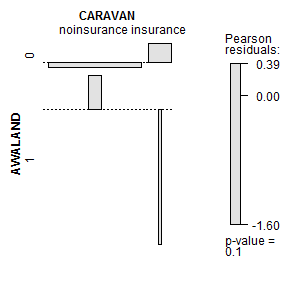 CARAVAN
noinsurance insurance
AWALAND
0
1
Pearson
residuals:
0.39
0.00
-1.60
p-value =
0.1